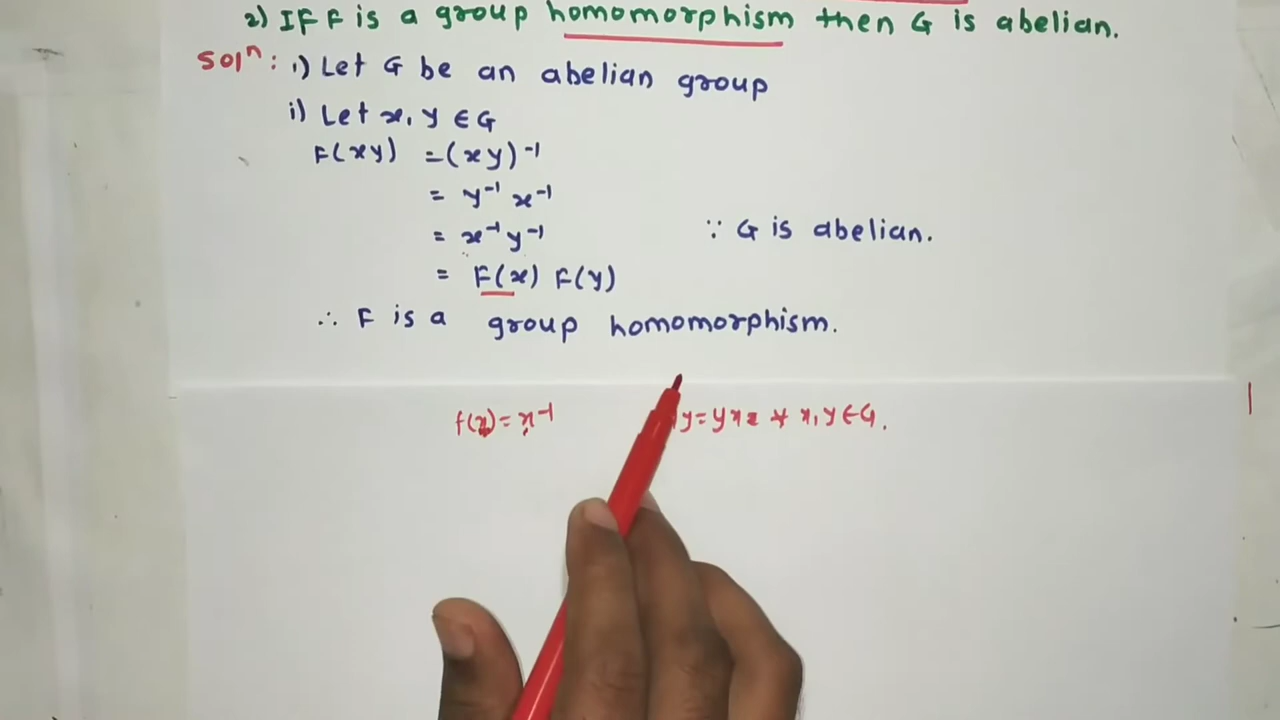 2) If F is a group homomorphism then G is abelian.
Solⁿ: 1) Let G be an abelian group
i) Let x, y ∈ G
F(xy) = (xy)⁻¹
= y⁻¹ x⁻¹
= x⁻¹ y⁻¹ ∵ G is abelian.
= F(x) F(y)
∴ F is a group homomorphism.
f(x) = x⁻¹ y = yx ∀ x, y ∈ G.